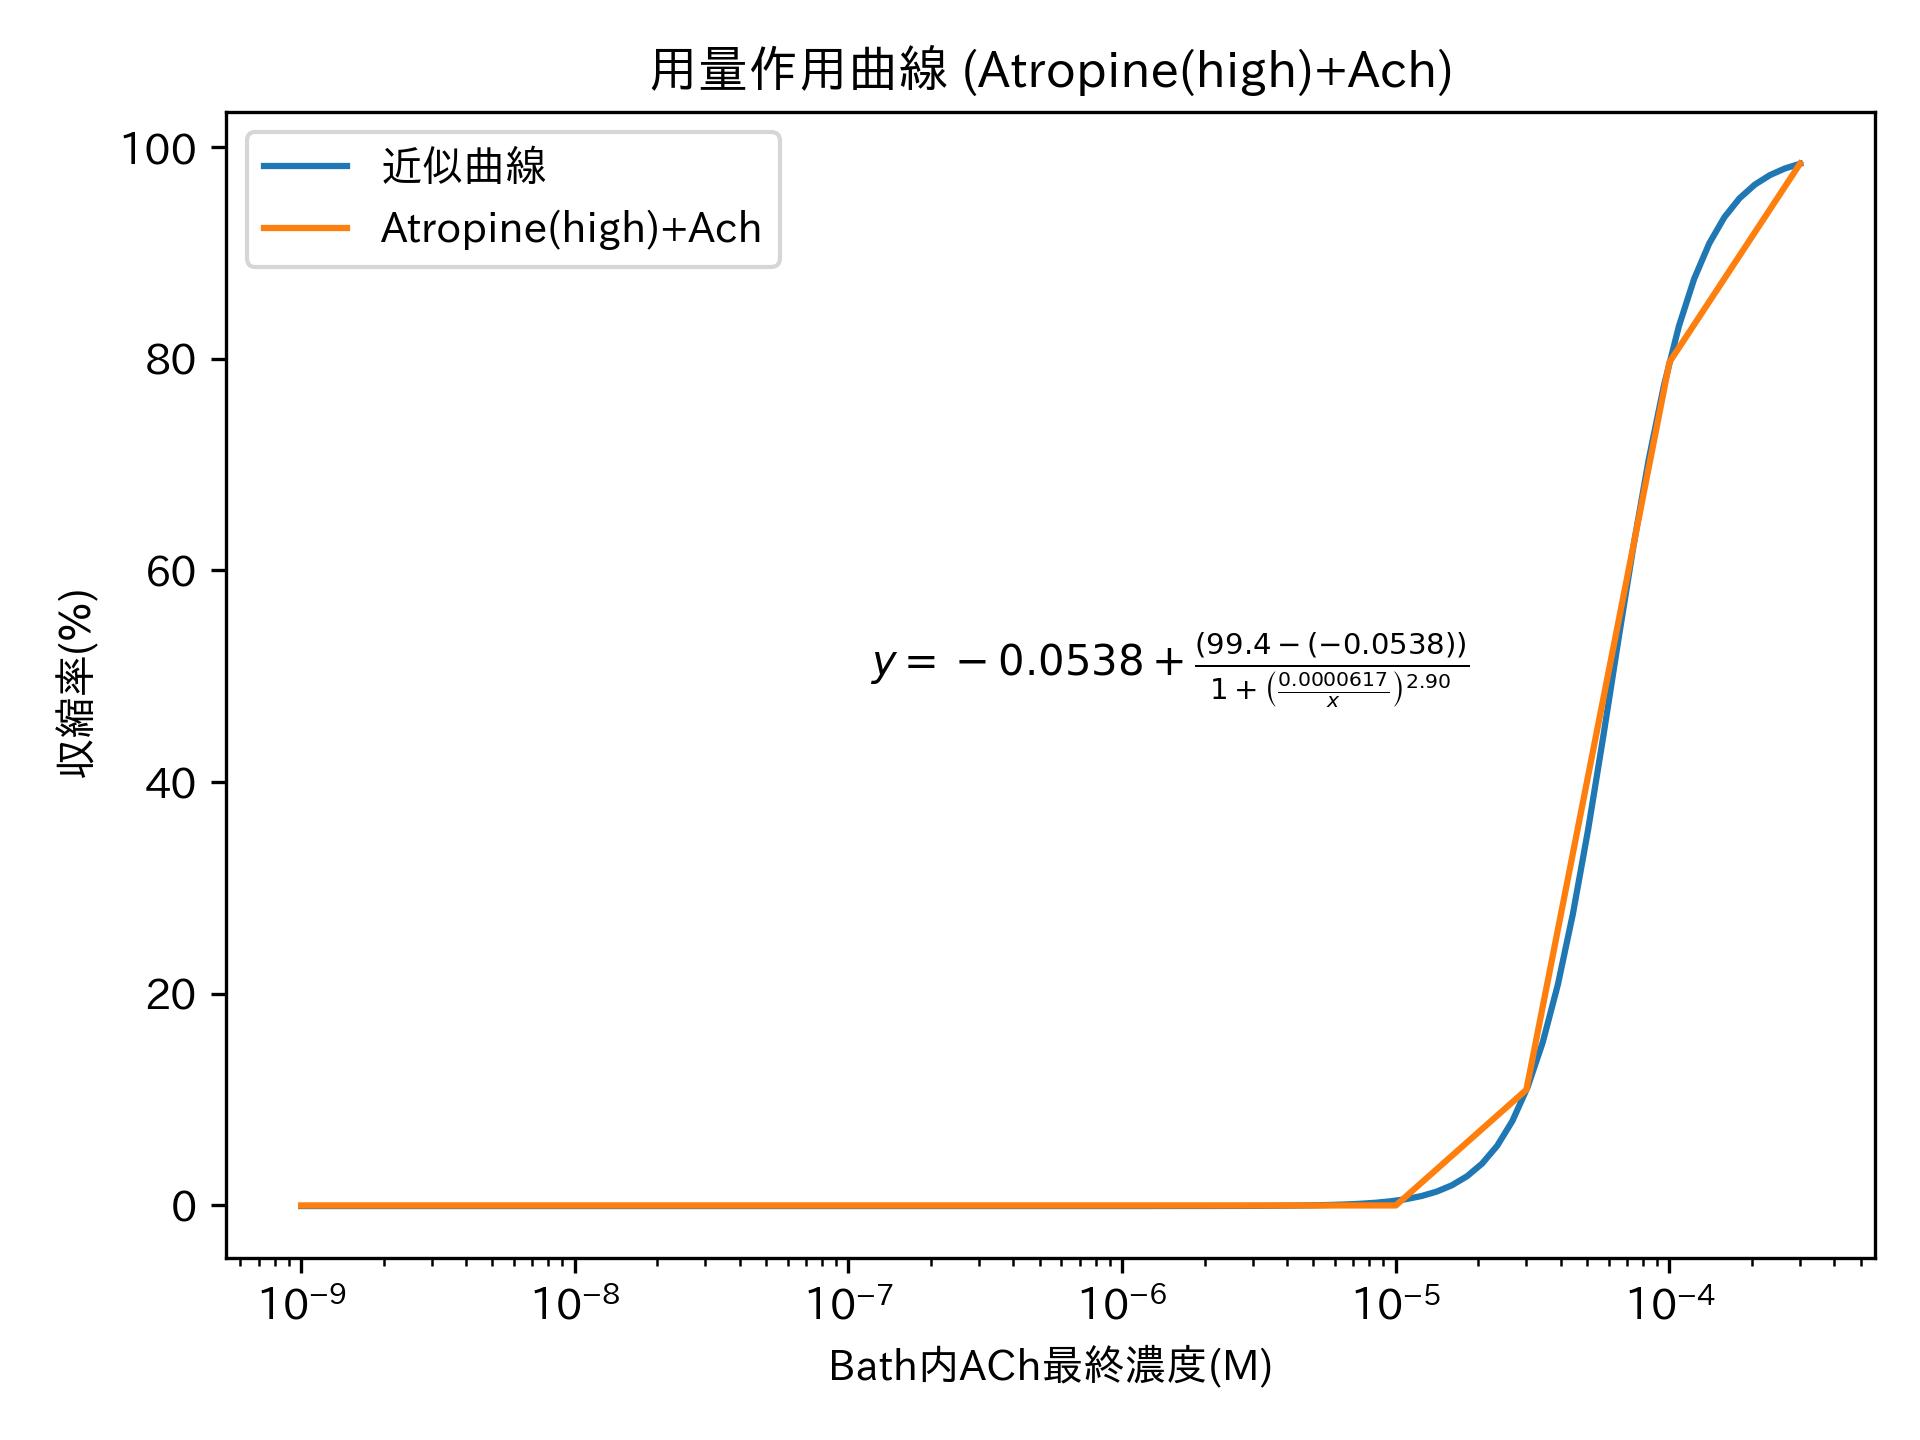 用量作用曲線 (Atropine(high)+Ach)
近似曲線
Atropine(high)+Ach
収縮率(%)
100
80
60
40
20
0
y = −0.0538 + (99.4 − (−0.0538)) / (1 + (0.0000617 / x)^2.90)
10⁻⁹ 10⁻⁸ 10⁻⁷ 10⁻⁶ 10⁻⁵ 10⁻⁴
Bath内ACh最終濃度(M)